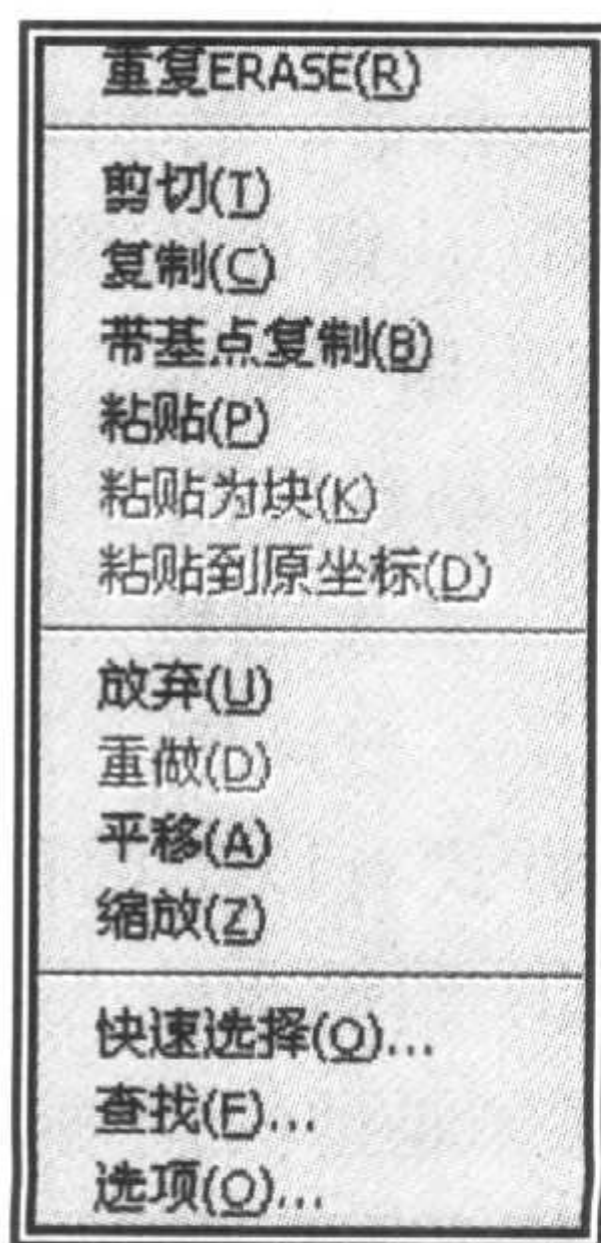 重复ERASE(R)
剪切(T)
复制(C)
带基点复制(B)
粘贴(P)
粘贴为块(K)
粘贴到原坐标(D)
放弃(U)
重做(D)
平移(A)
缩放(Z)
快速选择(Q)...
查找(F)...
选项(O)...